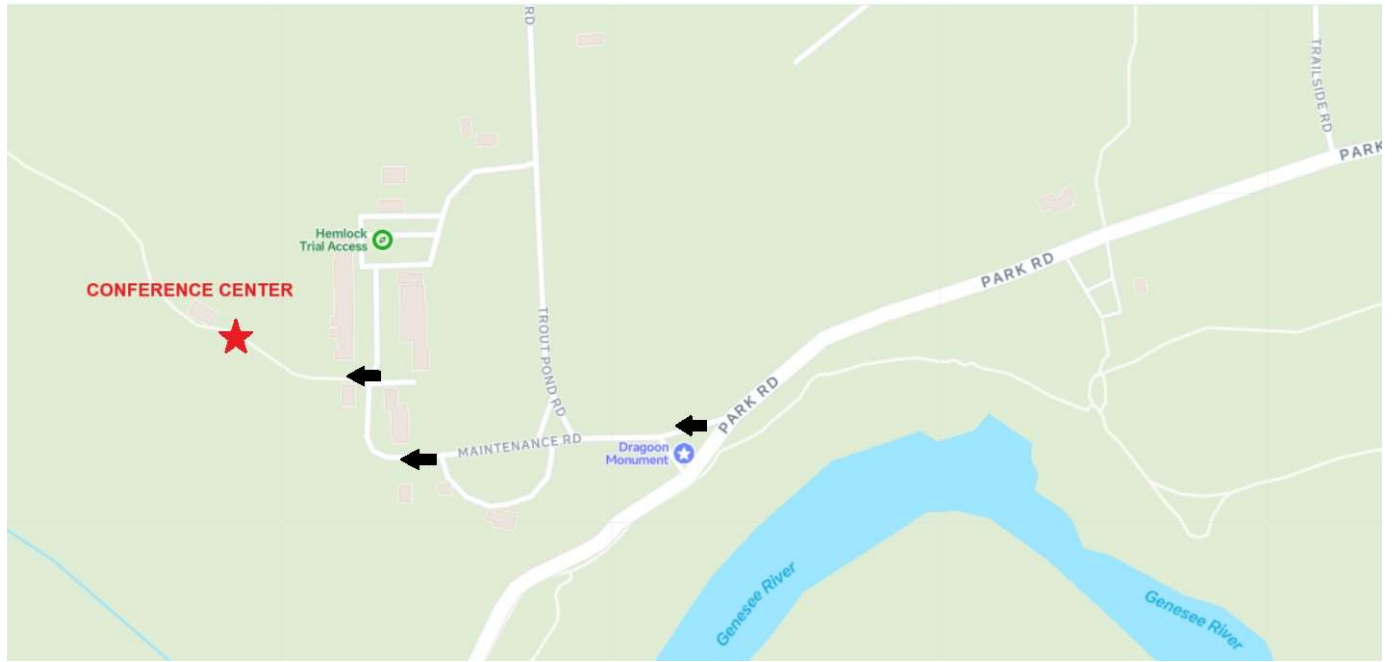 RD
TRAILSIDE RD
PARK
Hemlock
Trial Access
PARK RD
CONFERENCE CENTER
TROUT POND RD
PARK RD
MAINTENANCE RD
Dragoon
Monument
Genesee River
Genesee River